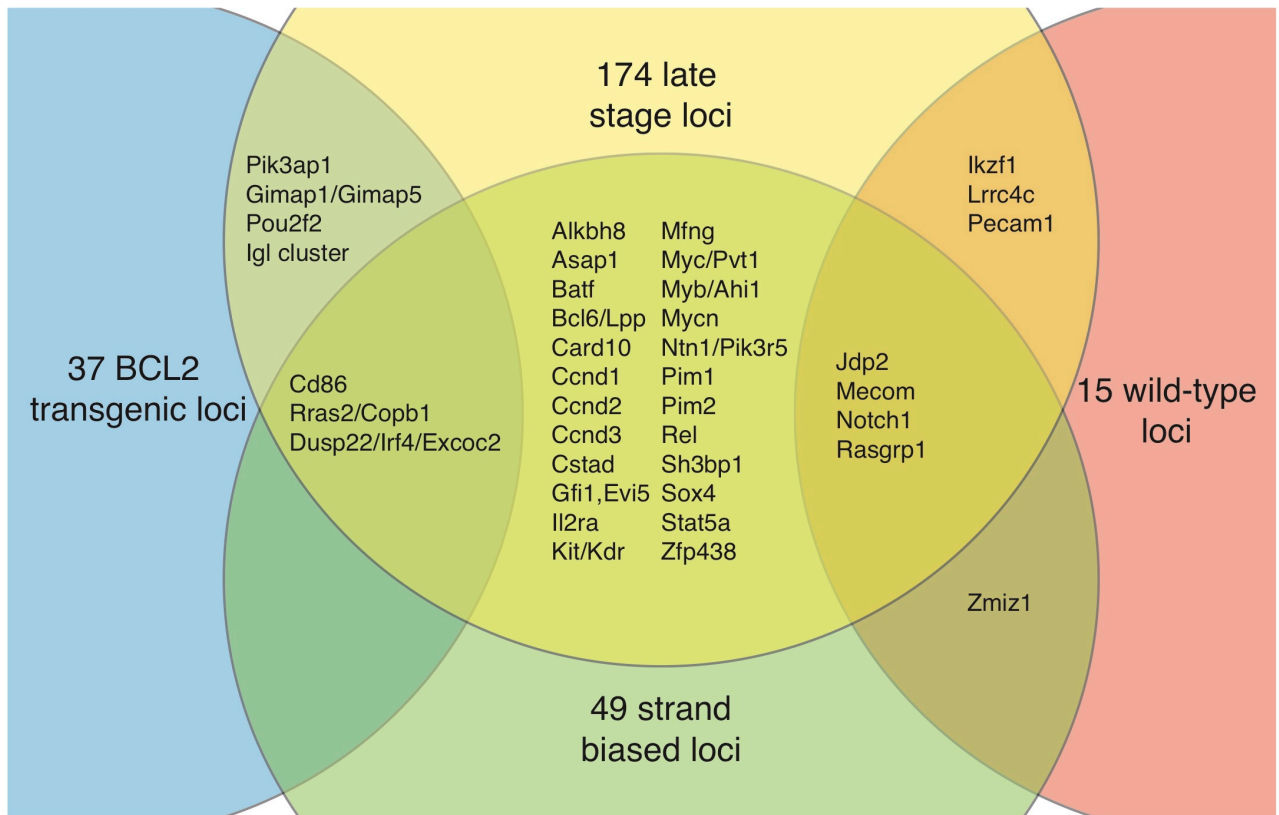 174 late
stage loci
Pik3ap1
Gimap1/Gimap5
Pou2f2
Igl cluster
Ikzf1
Lrrc4c
Pecam1
Alkbh8
Asap1
Batf
Bcl6/Lpp
Card10
Ccnd1
Ccnd2
Ccnd3
Cstad
Gfi1,Evi5
Il2ra
Kit/Kdr
Mfng
Myc/Pvt1
Myb/Ahi1
Mycn
Ntn1/Pik3r5
Pim1
Pim2
Rel
Sh3bp1
Sox4
Stat5a
Zfp438
37 BCL2
transgenic loci
Cd86
Rras2/Copb1
Dusp22/Irf4/Excoc2
Jdp2
Mecom
Notch1
Rasgrp1
15 wild-type
loci
Zmiz1
49 strand
biased loci